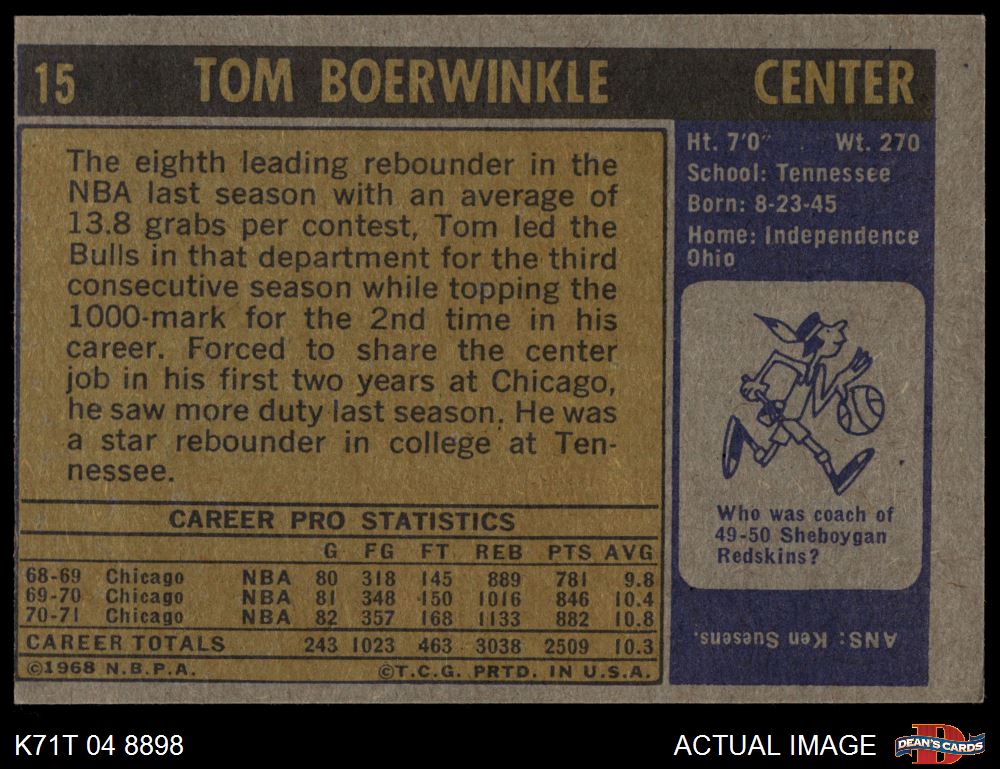 15 TOM BOERWINKLE CENTER
The eighth leading rebounder in the
NBA last season with an average of
13.8 grabs per contest, Tom led the
Bulls in that department for the third
consecutive season while topping the
1000-mark for the 2nd time in his
career. Forced to share the center
job in his first two years at Chicago,
he saw more duty last season. He was
a star rebounder in college at Ten-
nessee.
Ht. 7'0" Wt. 270
School: Tennessee
Born: 8-23-45
Home: Independence
Ohio
Who was coach of
49-50 Sheboygan
Redskins?
ANS: Ken Suesens.
CAREER PRO STATISTICS
G FG FT REB PTS AVG
68-69 Chicago NBA 80 318 145 889 781 9.8
69-70 Chicago NBA 81 348 150 1016 846 10.4
70-71 Chicago NBA 82 357 168 1133 882 10.8
CAREER TOTALS 243 1023 463 3038 2509 10.3
©1968 N.B.P.A. ©T.C.G. PRTD. IN U.S.A.
K71T 04 8898 ACTUAL IMAGE DEAN'S CARDS